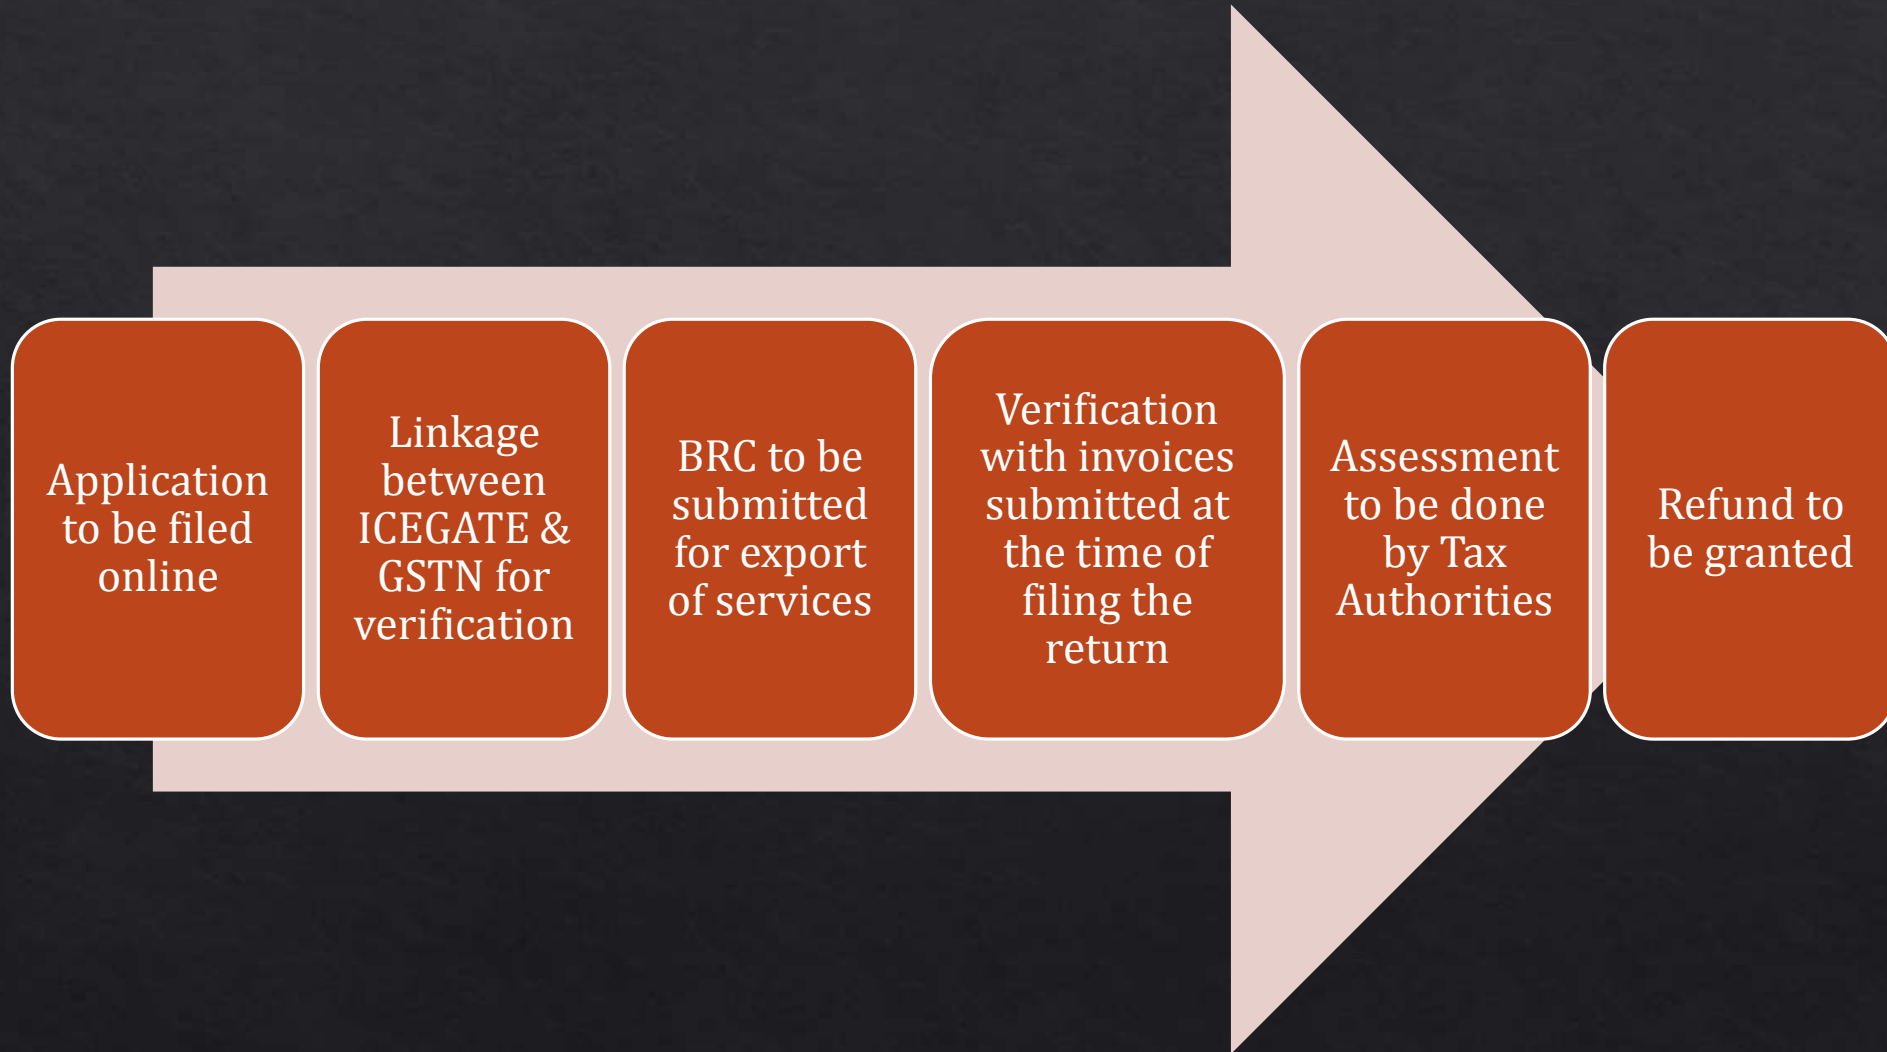 Application
to be filed
online
Linkage
between
ICEGATE &
GSTN for
verification
BRC to be
submitted
for export
of services
Verification
with invoices
submitted at
the time of
filing the
return
Assessment
to be done
by Tax
Authorities
Refund to
be granted